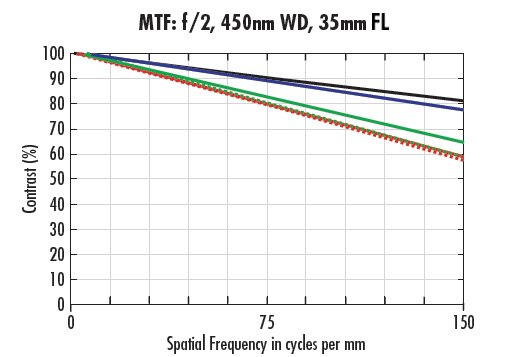 MTF: f/2, 450nm WD, 35mm FL
100
90
80
70
60
50
40
30
20
10
0
Contrast (%)
0 75 150
Spatial Frequency in cycles per mm